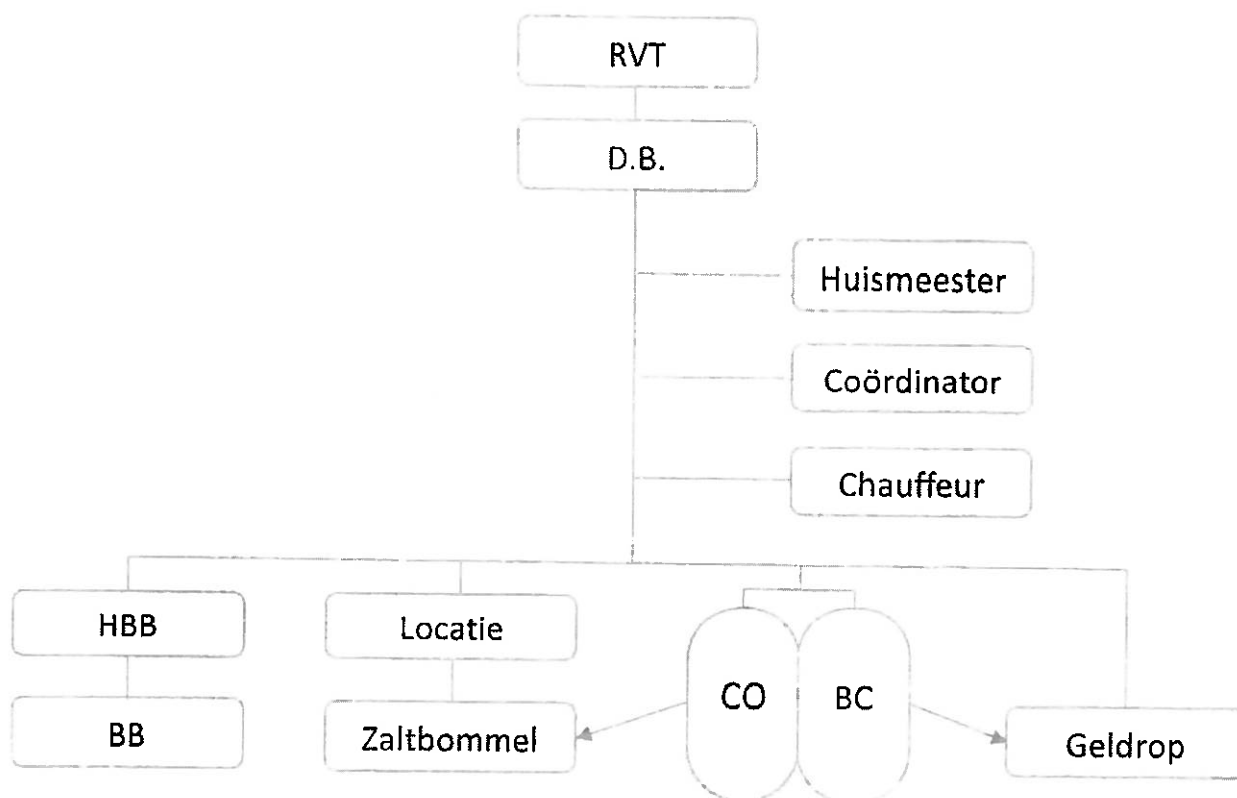 RVT
D.B.
Huismeester
Coördinator
Chauffeur
HBB
Locatie
CO
BC
BB
Zaltbommel
Geldrop